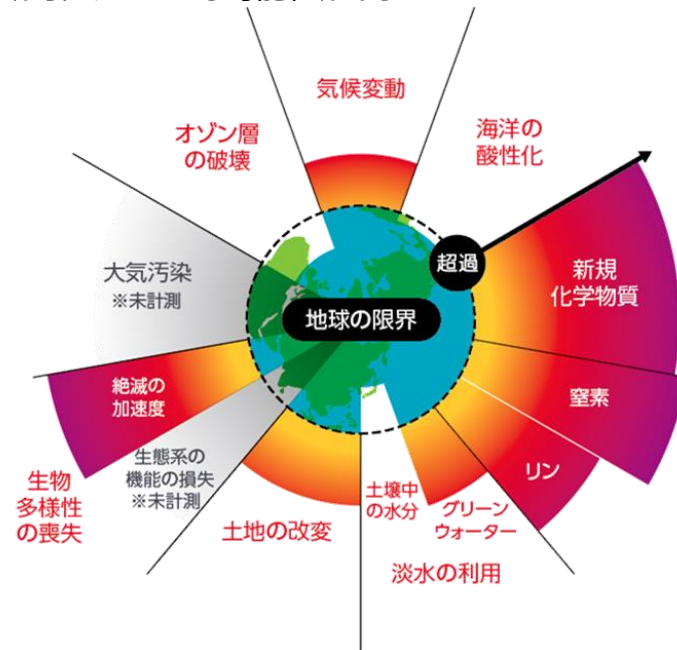 気候変動
オゾン層
の破壊
海洋の
酸性化
超過
大気汚染
※未計測
新規
化学物質
地球の限界
絶滅の
加速度
窒素
生態系の
機能の損失
※未計測
リン
生物
多様性
の喪失
土壌中
の水分
グリーン
ウォーター
土地の改変
淡水の利用